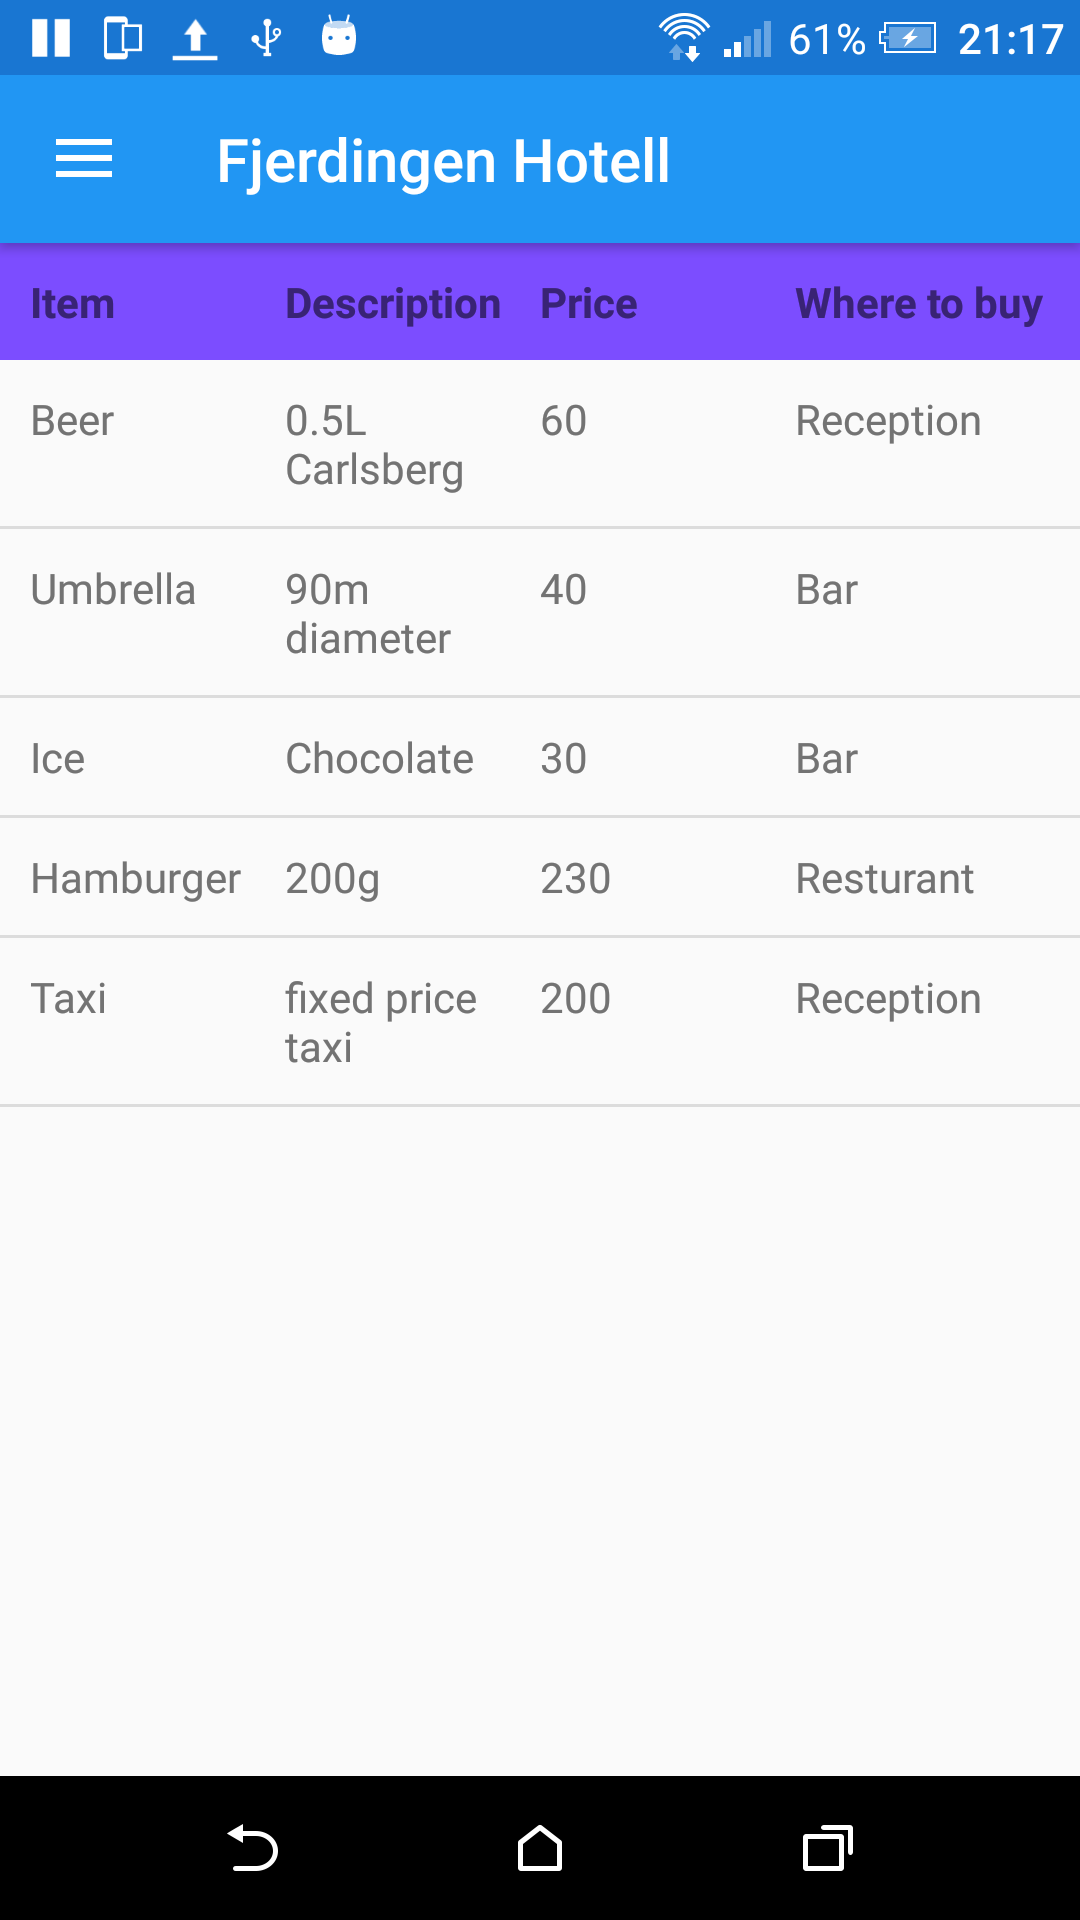 61% 21:17
Fjerdingen Hotell
Item Description Price Where to buy
Beer 0.5L 60 Reception
Carlsberg
Umbrella 90m 40 Bar
diameter
Ice Chocolate 30 Bar
Hamburger 200g 230 Resturant
Taxi fixed price 200 Reception
taxi